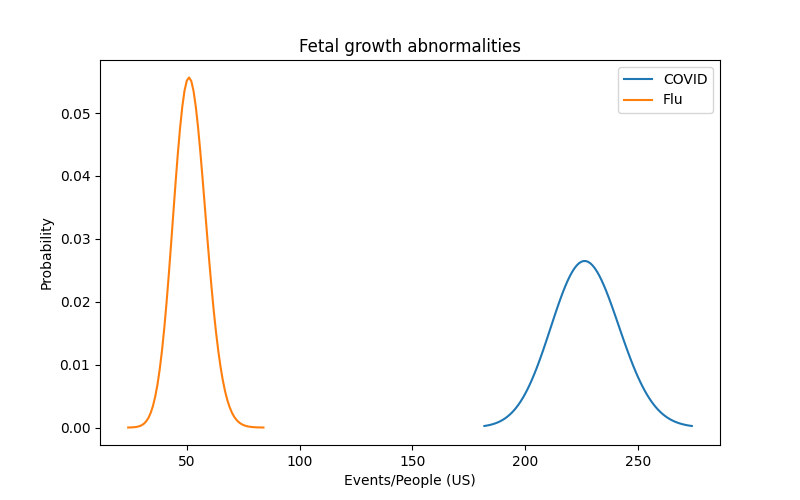 Fetal growth abnormalities
COVID
Flu
0.05
0.04
0.03
0.02
0.01
0.00
Probability
50
100
150
200
250
Events/People (US)